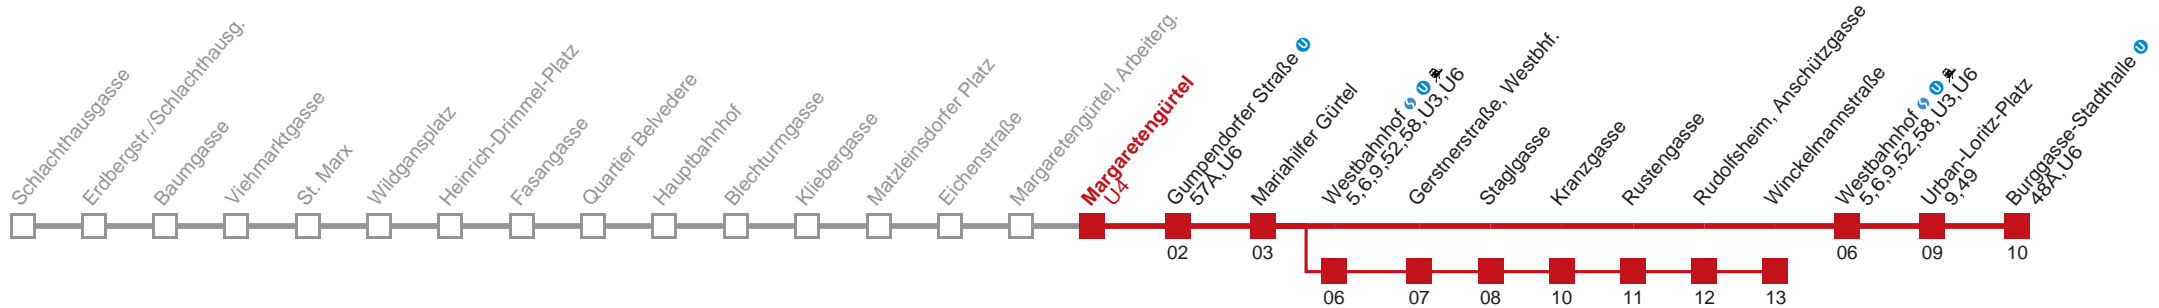 Schlachthausgasse
Erdbergstr./Schlachthausg.
Baumgasse
Viehmarktgasse
St. Marx
Wildgansplatz
Heinrich-Drimmel-Platz
Fasangasse
Quartier Belvedere
Hauptbahnhof
Blechturmgasse
Kliebergasse
Matzleinsdorfer Platz
Eichenstraße
Margaretengürtel, Arbeiterg.
Margaretengürtel
U4
Gumpendorfer Straße U
57A, U6
Mariahilfer Gürtel
Westbahnhof S U
5, 6, 9, 52, 58, U3, U6
Gerstnerstraße, Westbhf.
Staglgasse
Kranzgasse
Rustengasse
Rudolfsheim, Anschützgasse
Winckelmannstraße
Westbahnhof S U
5, 6, 9, 52, 58, U3, U6
Urban-Loritz-Platz
9, 49
Burggasse-Stadthalle U
48A, U6
02 03 06 09 10
06 07 08 10 11 12 13